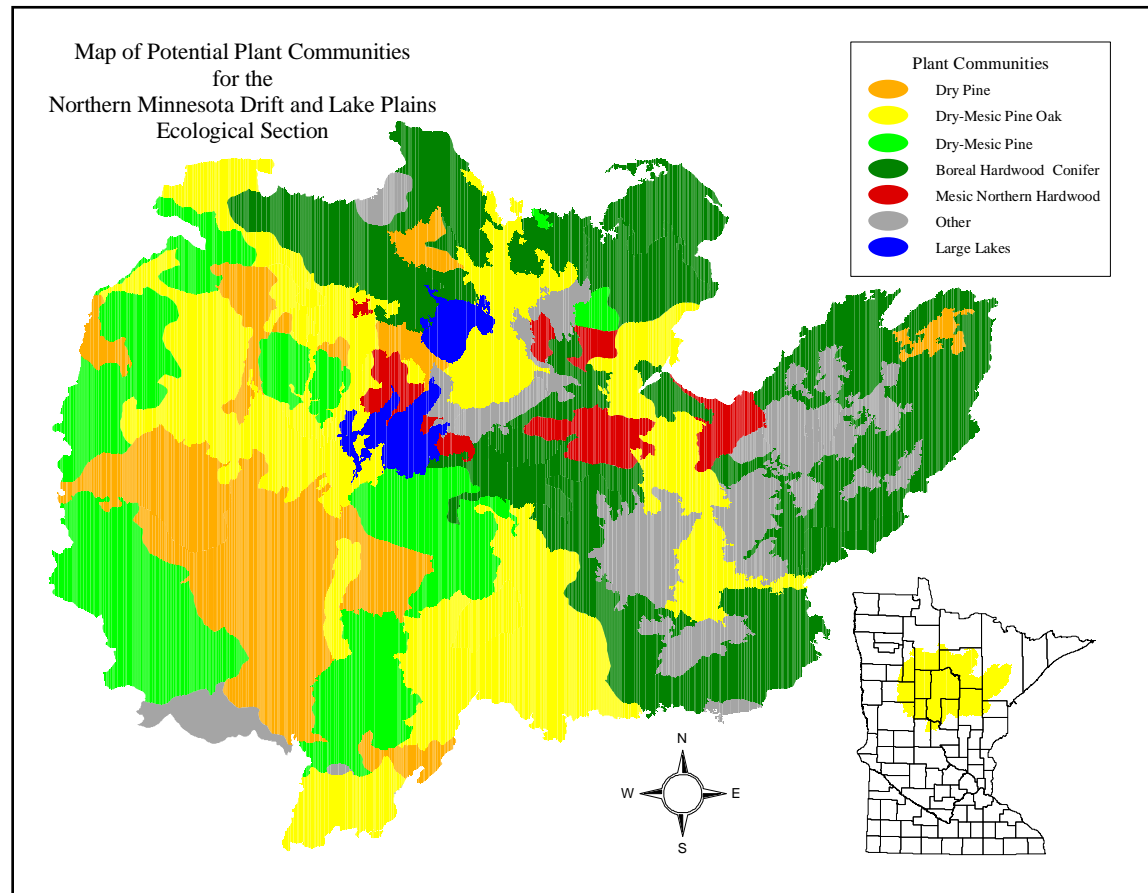 Map of Potential Plant Communities
for the
Northern Minnesota Drift and Lake Plains
Ecological Section
Plant Communities
Dry Pine
Dry-Mesic Pine Oak
Dry-Mesic Pine
Boreal Hardwood Conifer
Mesic Northern Hardwood
Other
Large Lakes
N
W E
S